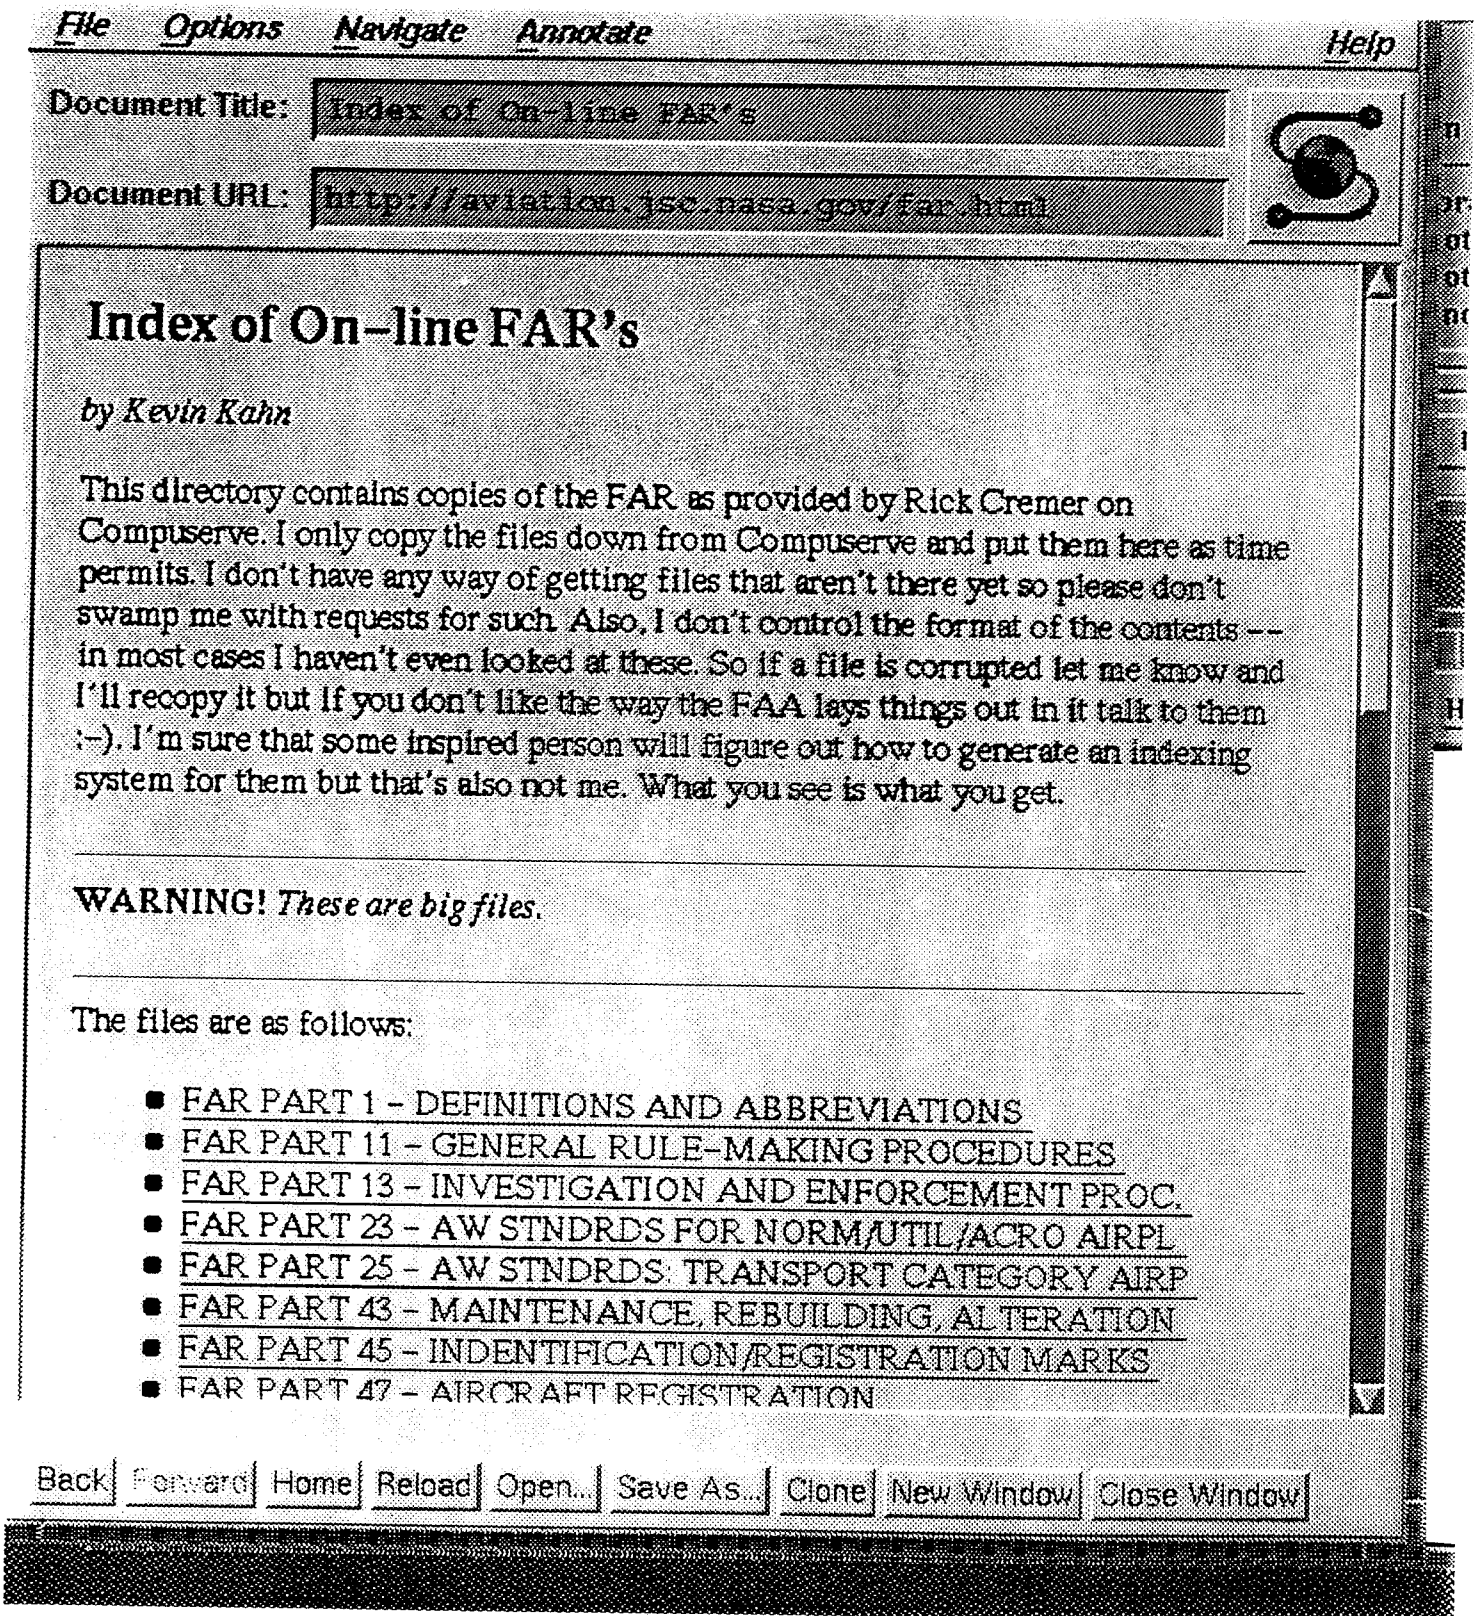 File Options Navigate Annotate Help
Document Title: Index of On-line FAR's
Document URL: http://aviation.jsc.nasa.gov/far.html
Index of On-line FAR's
by Kevin Kahn
This directory contains copies of the FAR as provided by Rick Cremer on
Compuserve. I only copy the files down from Compuserve and put them here as time
permits. I don't have any way of getting files that aren't there yet so please don't
swamp me with requests for such. Also, I don't control the format of the contents --
in most cases I haven't even looked at these. So if a file is corrupted let me know and
I'll recopy it but if you don't like the way the FAA lays things out in it talk to them
:-). I'm sure that some inspired person will figure out how to generate an indexing
system for them but that's also not me. What you see is what you get.
WARNING! These are big files.
The files are as follows:
FAR PART 1 - DEFINITIONS AND ABBREVIATIONS
FAR PART 11 - GENERAL RULE-MAKING PROCEDURES
FAR PART 13 - INVESTIGATION AND ENFORCEMENT PROC.
FAR PART 23 - AW STNDRDS FOR NORM/UTIL/ACRO AIRPL
FAR PART 25 - AW STNDRDS: TRANSPORT CATEGORY AIRP
FAR PART 43 - MAINTENANCE, REBUILDING, ALTERATION
FAR PART 45 - INDENTIFICATION/REGISTRATION MARKS
FAR PART 47 - AIRCRAFT REGISTRATION
Back Forward Home Reload Open... Save As... Clone New Window Close Window